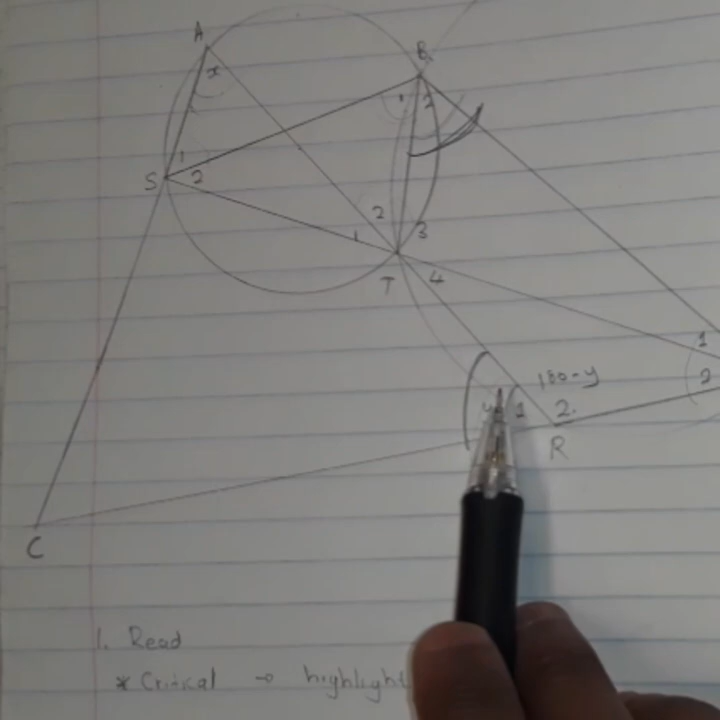 A
B
x
1 2
S 1
2
2
1
3
T 4
1
180-y
2
y 1 2.
R
C
1. Read
* Critical → highlight